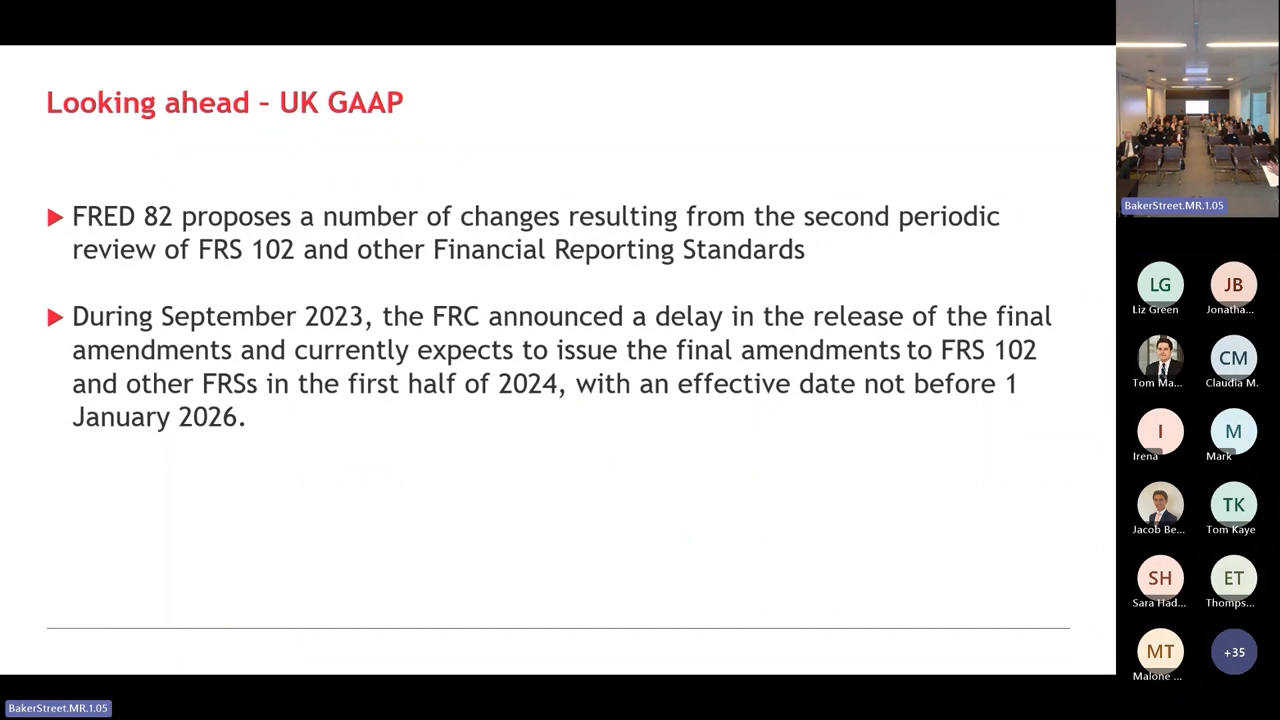 Looking ahead – UK GAAP
FRED 82 proposes a number of changes resulting from the second periodic
review of FRS 102 and other Financial Reporting Standards
During September 2023, the FRC announced a delay in the release of the final
amendments and currently expects to issue the final amendments to FRS 102
and other FRSs in the first half of 2024, with an effective date not before 1
January 2026.
BakerStreet.MR.1.05
LG
Liz Green
JB
Jonatha...
Tom Ma...
CM
Claudia M.
I
Irena
M
Mark
Jacob Be...
TK
Tom Kaye
SH
Sara Had...
ET
Thomps...
MT
Malone ...
+35
BakerStreet.MR.1.05